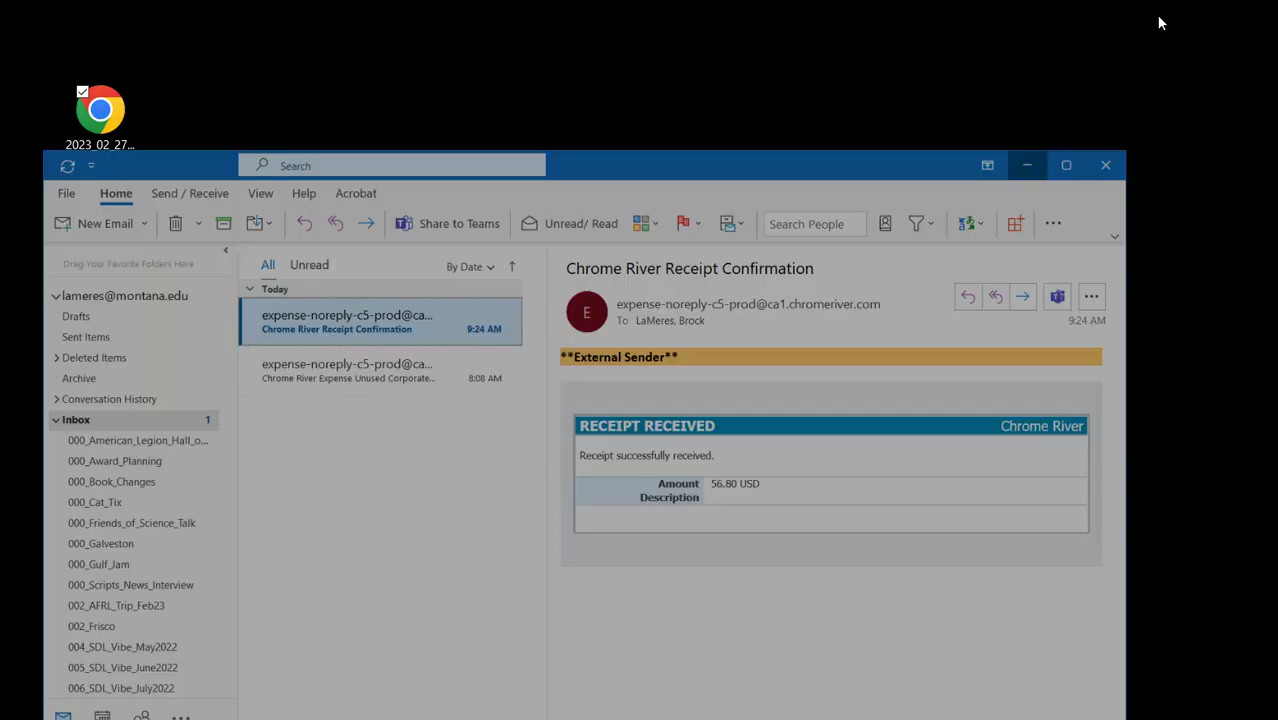 2023_02_27...
Search
File Home Send / Receive View Help Acrobat
New Email Share to Teams Unread/ Read Search People ...
Drag Your Favorite Folders Here
lameres@montana.edu
Drafts
Sent Items
Deleted Items
Archive
Conversation History
Inbox 1
000_American_Legion_Hall_o...
000_Award_Planning
000_Book_Changes
000_Cat_Tix
000_Friends_of_Science_Talk
000_Galveston
000_Gulf_Jam
000_Scripts_News_Interview
002_AFRL_Trip_Feb23
002_Frisco
004_SDL_Vibe_May2022
005_SDL_Vibe_June2022
006_SDL_Vibe_July2022
All Unread By Date
Today
expense-noreply-c5-prod@ca...
Chrome River Receipt Confirmation 9:24 AM
expense-noreply-c5-prod@ca...
Chrome River Expense Unused Corporate... 8:08 AM
Chrome River Receipt Confirmation
E
expense-noreply-c5-prod@ca1.chromeriver.com
To LaMeres, Brock 9:24 AM
**External Sender**
RECEIPT RECEIVED Chrome River
Receipt successfully received.
Amount 56.80 USD
Description